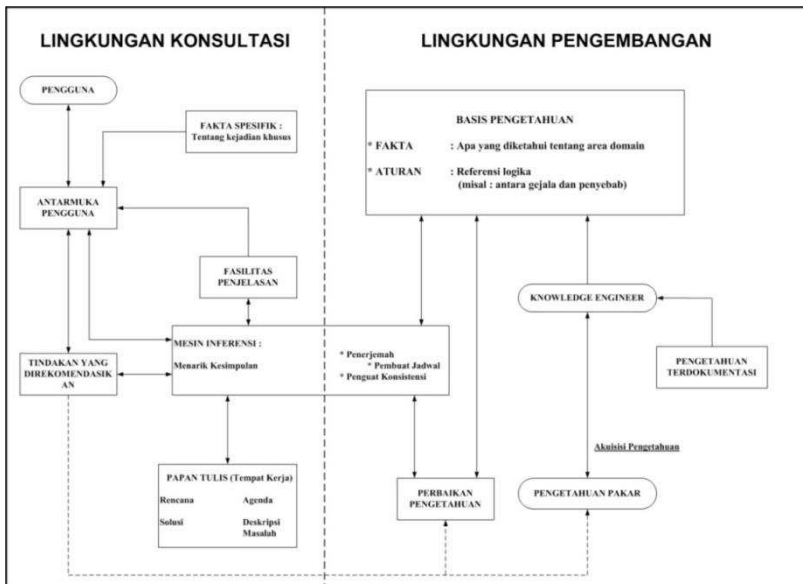 LINGKUNGAN KONSULTASI
LINGKUNGAN PENGEMBANGAN
PENGGUNA
FAKTA SPESIFIK :
Tentang kejadian khusus
BASIS PENGETAHUAN
* FAKTA : Apa yang diketahui tentang area domain
* ATURAN : Referensi logika
(misal : antara gejala dan penyebab)
ANTARMUKA
PENGGUNA
FASILITAS
PENJELASAN
KNOWLEDGE ENGINEER
MESIN INFERENSI :
Menarik Kesimpulan
* Penerjemah
* Pembuat Jadwal
* Penguat Konsistensi
TINDAKAN YANG
DIREKOMENDASIK
AN
PENGETAHUAN
TERDOKUMENTASI
Akuisisi Pengetahuan
PAPAN TULIS (Tempat Kerja)
Rencana Agenda
Solusi Deskripsi
Masalah
PERBAIKAN
PENGETAHUAN
PENGETAHUAN PAKAR